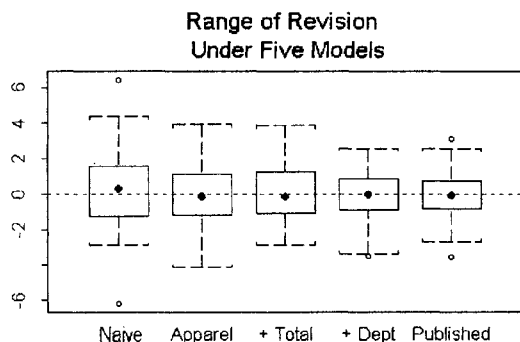 Range of Revision
Under Five Models
6
4
2
0
-2
-6
Naive Apparel + Total + Dept Published